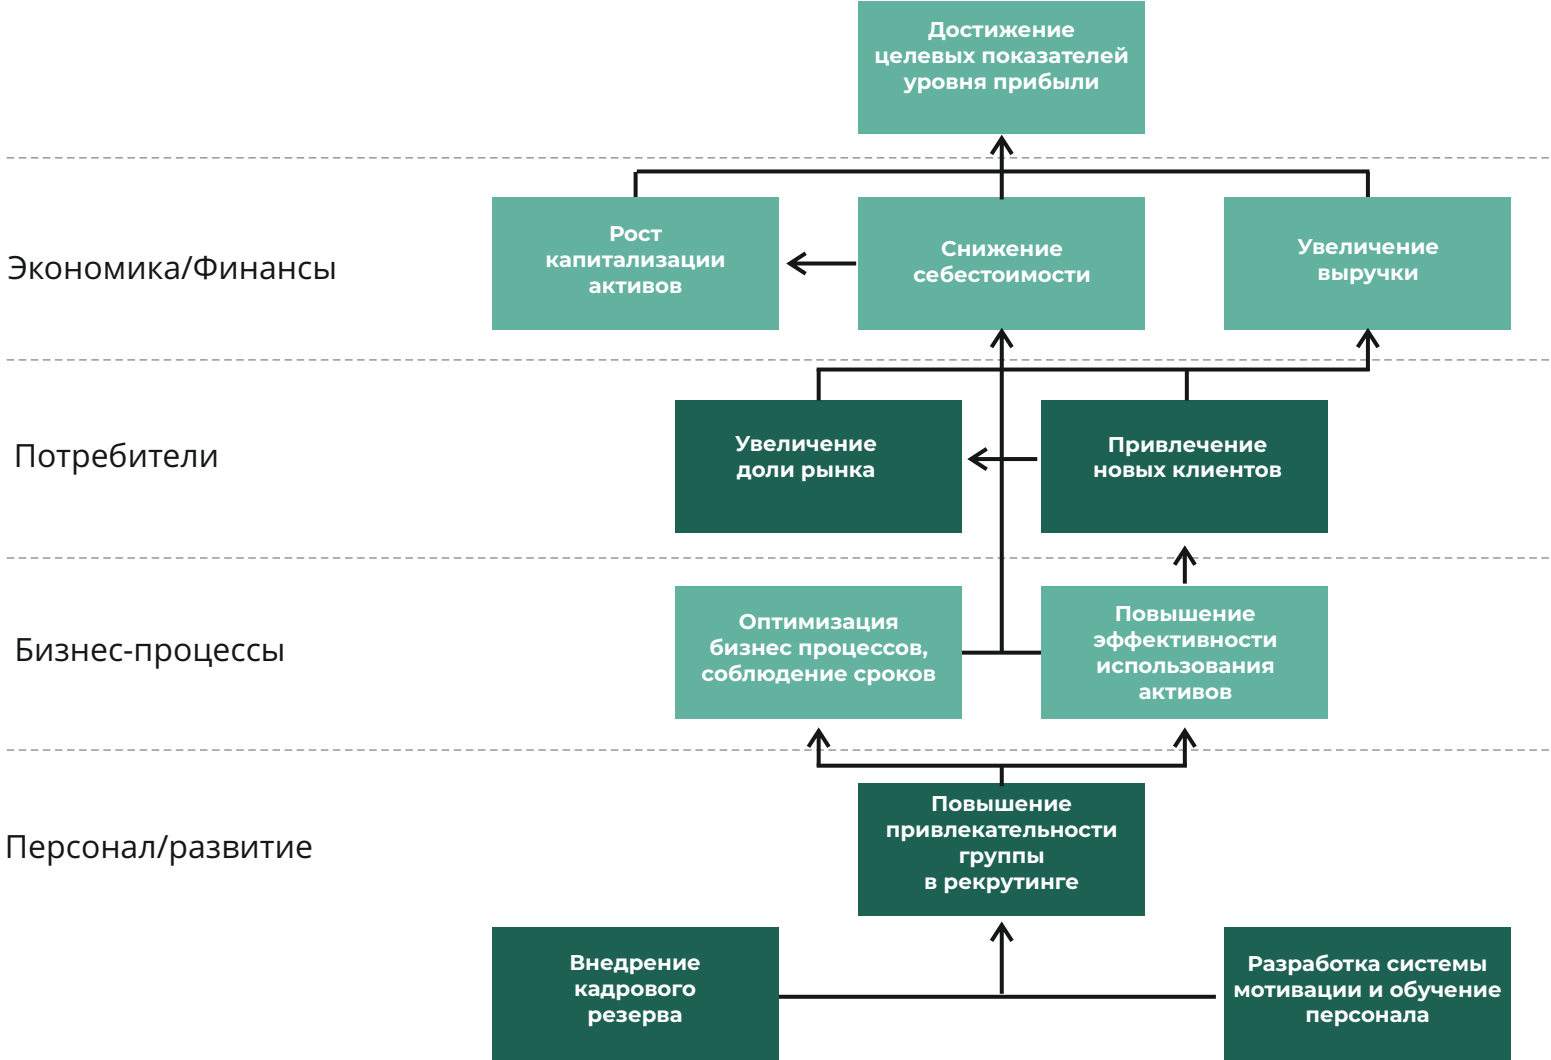 Достижение
целевых показателей
уровня прибыли
Экономика/Финансы
Рост
капитализации
активов
Снижение
себестоимости
Увеличение
выручки
Потребители
Увеличение
доли рынка
Привлечение
новых клиентов
Бизнес-процессы
Оптимизация
бизнес процессов,
соблюдение сроков
Повышение
эффективности
использования
активов
Персонал/развитие
Повышение
привлекательности
группы
в рекрутинге
Внедрение
кадрового
резерва
Разработка системы
мотивации и обучение
персонала